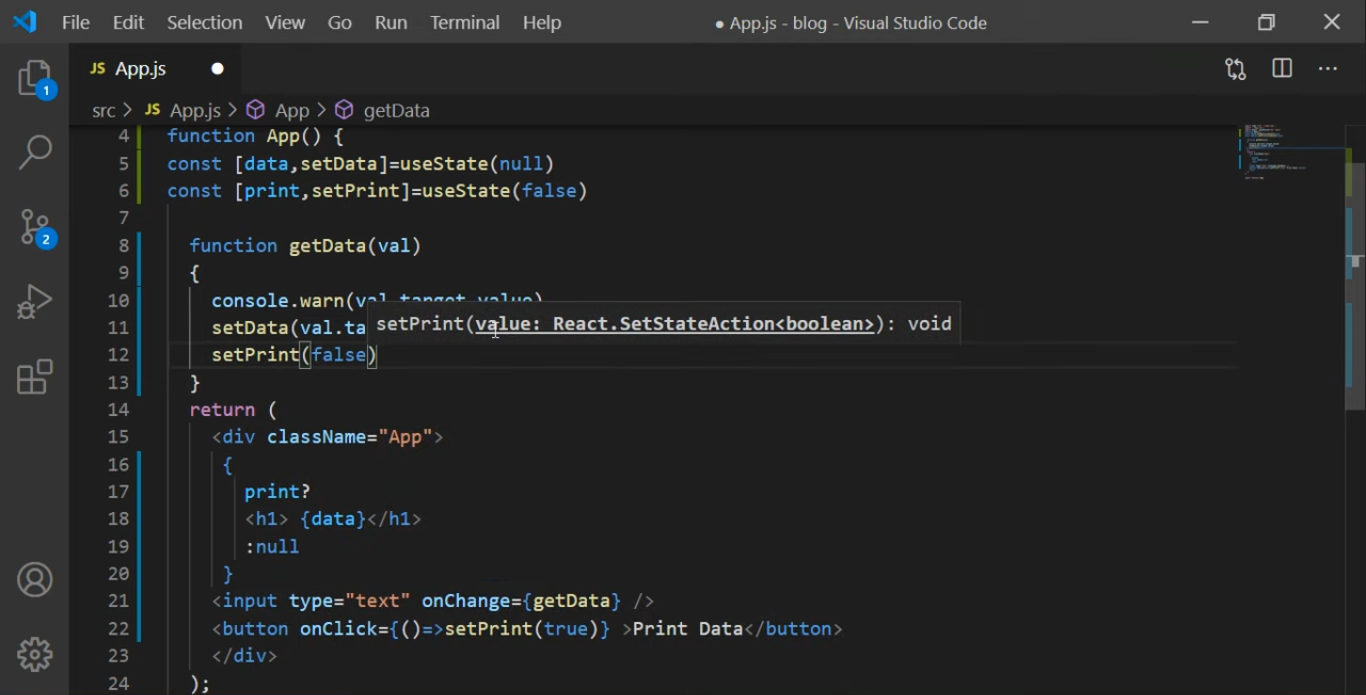 File Edit Selection View Go Run Terminal Help ● App.js - blog - Visual Studio Code
JS App.js ●
1
src > JS App.js > App > getData
4 function App() {
5 const [data,setData]=useState(null)
6 const [print,setPrint]=useState(false)
7
2
8 function getData(val)
9 {
10 console.warn(val.target.value)
setPrint(value: React.SetStateAction<boolean>): void
11 setData(val.ta
12 setPrint(false)
13 }
14 return (
15 <div className="App">
16 {
17 print?
18 <h1> {data}</h1>
19 :null
20 }
21 <input type="text" onChange={getData} />
22 <button onClick={()=>setPrint(true)} >Print Data</button>
23 </div>
24 );